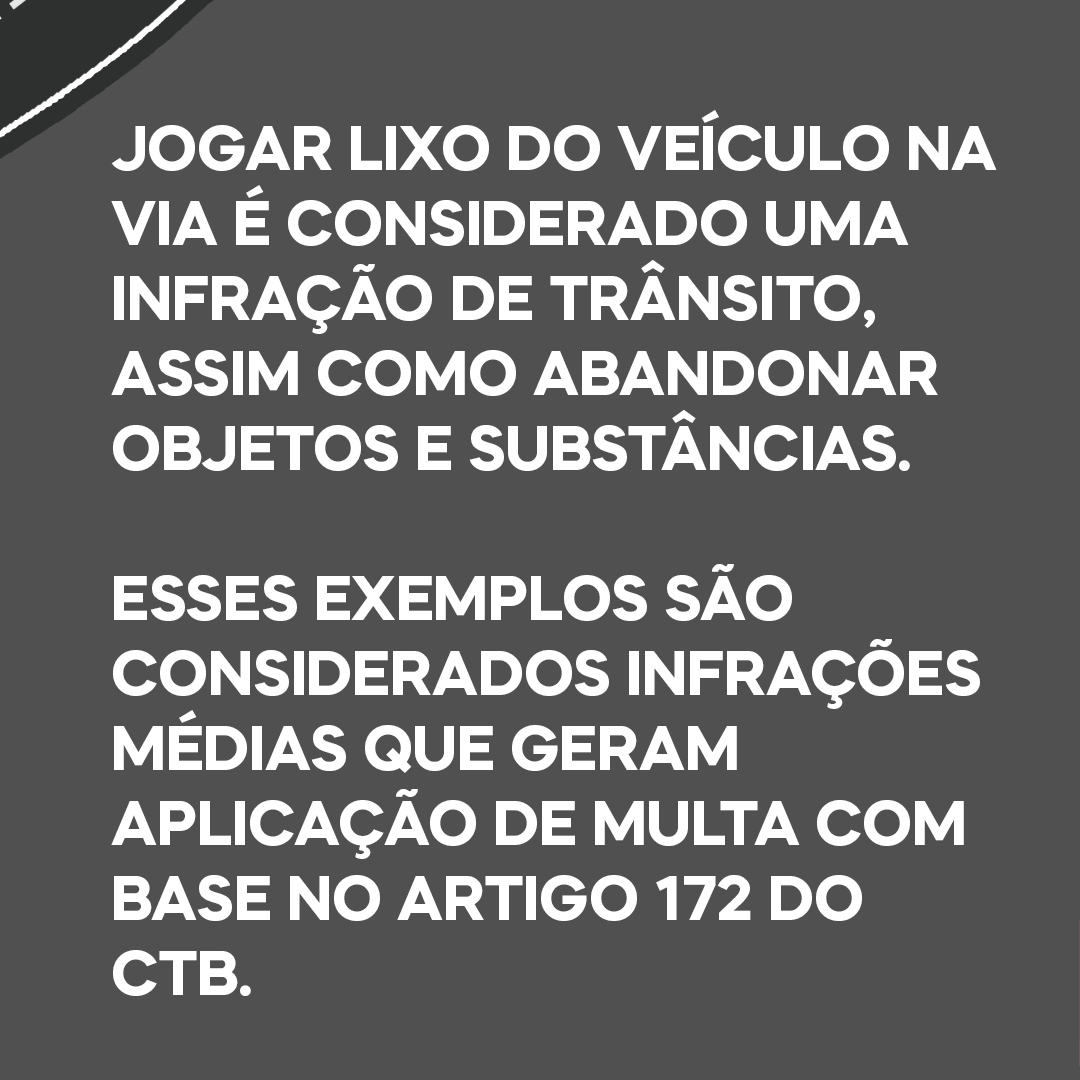 JOGAR LIXO DO VEÍCULO NA
VIA É CONSIDERADO UMA
INFRAÇÃO DE TRÂNSITO,
ASSIM COMO ABANDONAR
OBJETOS E SUBSTÂNCIAS.
ESSES EXEMPLOS SÃO
CONSIDERADOS INFRAÇÕES
MÉDIAS QUE GERAM
APLICAÇÃO DE MULTA COM
BASE NO ARTIGO 172 DO
CTB.